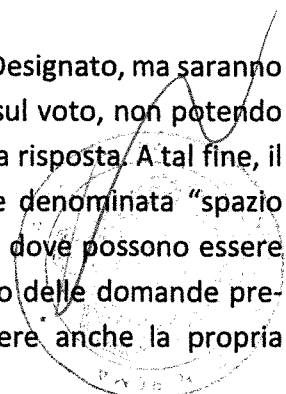 Designato, ma saranno
sul voto, non potendo
a risposta. A tal fine, il
e denominata “spazio
dove possono essere
o delle domande pre-
ere anche la propria